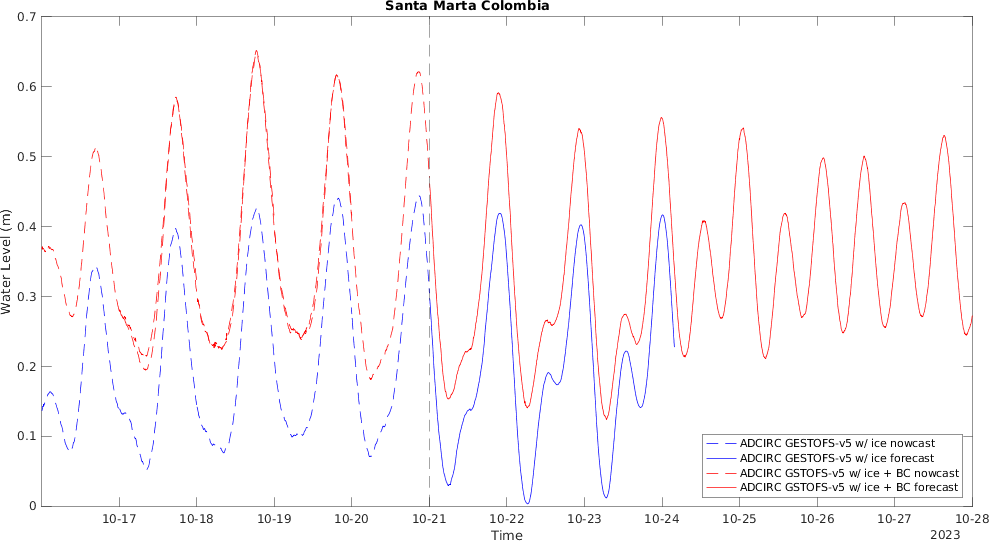 Santa Marta Colombia
0.7
0.6
0.5
0.4
0.3
0.2
0.1
0
Water Level (m)
ADCIRC GESTOFS-v5 w/ ice nowcast
ADCIRC GESTOFS-v5 w/ ice forecast
ADCIRC GSTOFS-v5 w/ ice + BC nowcast
ADCIRC GSTOFS-v5 w/ ice + BC forecast
10-17 10-18 10-19 10-20 10-21 10-22 10-23 10-24 10-25 10-26 10-27 10-28
Time
2023